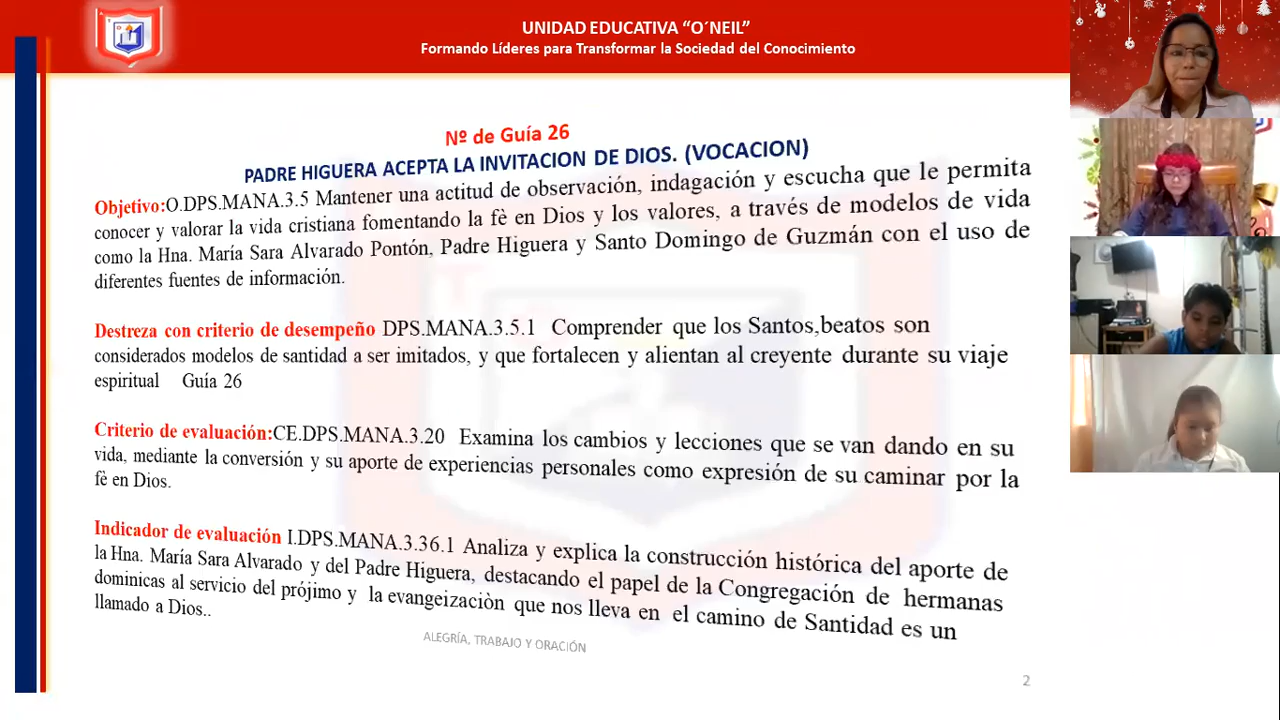 UNIDAD EDUCATIVA “O´NEIL”
Formando Líderes para Transformar la Sociedad del Conocimiento
Nº de Guía 26
PADRE HIGUERA ACEPTA LA INVITACION DE DIOS. (VOCACION)
Objetivo:O.DPS.MANA.3.5 Mantener una actitud de observación, indagación y escucha que le permita
conocer y valorar la vida cristiana fomentando la fè en Dios y los valores, a través de modelos de vida
como la Hna. María Sara Alvarado Pontón, Padre Higuera y Santo Domingo de Guzmán con el uso de
diferentes fuentes de información.
Destreza con criterio de desempeño DPS.MANA.3.5.1 Comprender que los Santos,beatos son
considerados modelos de santidad a ser imitados, y que fortalecen y alientan al creyente durante su viaje
espiritual Guía 26
Criterio de evaluación:CE.DPS.MANA.3.20 Examina los cambios y lecciones que se van dando en su
vida, mediante la conversión y su aporte de experiencias personales como expresión de su caminar por la
fè en Dios.
Indicador de evaluación I.DPS.MANA.3.36.1 Analiza y explica la construcción histórica del aporte de
la Hna. María Sara Alvarado y del Padre Higuera, destacando el papel de la Congregación de hermanas
dominicas al servicio del prójimo y la evangeizaciòn que nos lleva en el camino de Santidad es un
llamado a Dios..
ALEGRÍA, TRABAJO Y ORACIÓN
2